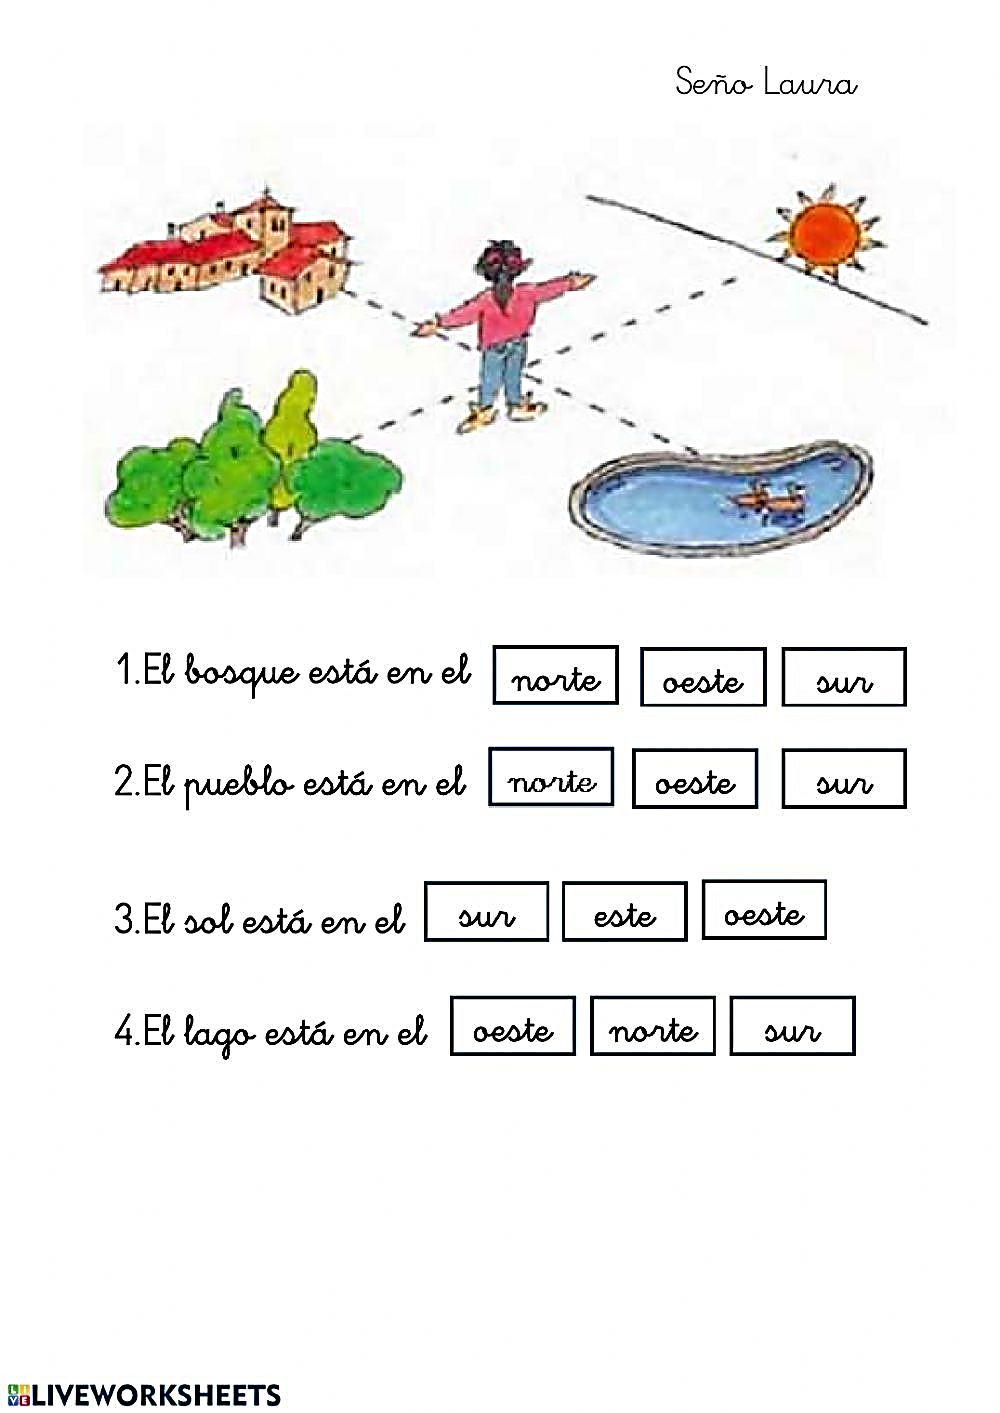 Seño Laura
1.El bosque está en el norte oeste sur
2.El pueblo está en el norte oeste sur
3.El sol está en el sur este oeste
4.El lago está en el oeste norte sur
LIVE LIVEWORKSHEETS